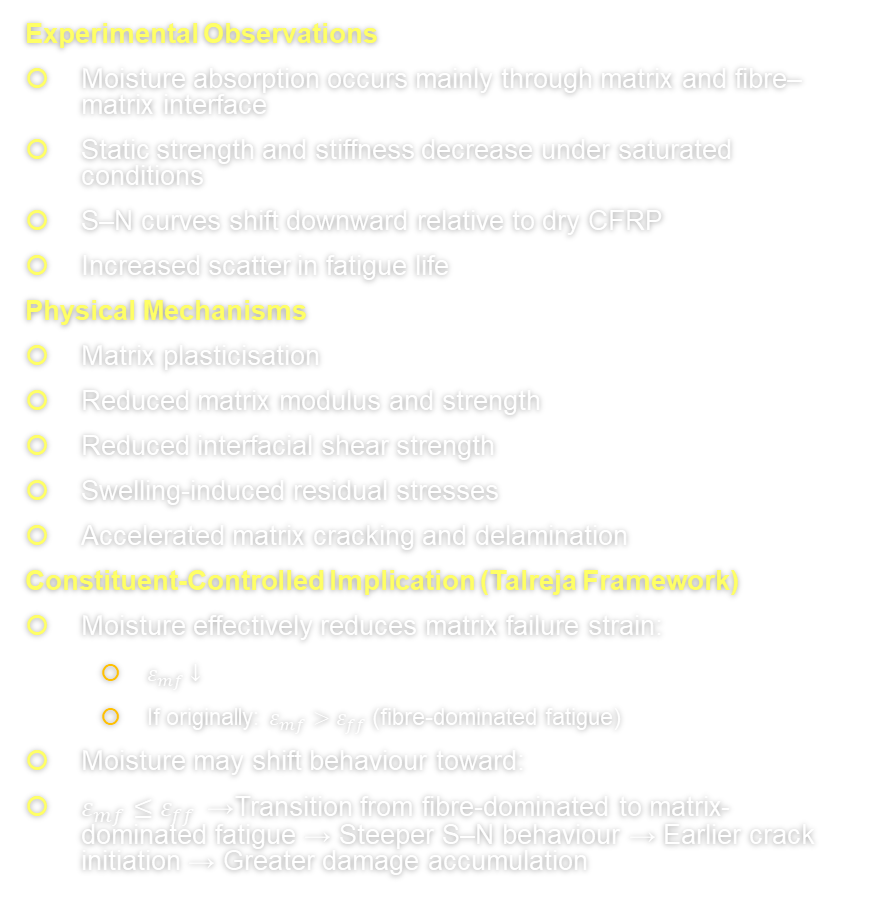 Experimental Observations
Moisture absorption occurs mainly through matrix and fibre–
matrix interface
Static strength and stiffness decrease under saturated
conditions
S–N curves shift downward relative to dry CFRP
Increased scatter in fatigue life
Physical Mechanisms
Matrix plasticisation
Reduced matrix modulus and strength
Reduced interfacial shear strength
Swelling-induced residual stresses
Accelerated matrix cracking and delamination
Constituent-Controlled Implication (Talreja Framework)
Moisture effectively reduces matrix failure strain:
εmf ↓
If originally: εmf > εff (fibre-dominated fatigue)
Moisture may shift behaviour toward:
εmf ≤ εff →Transition from fibre-dominated to matrix-
dominated fatigue → Steeper S–N behaviour → Earlier crack
initiation → Greater damage accumulation